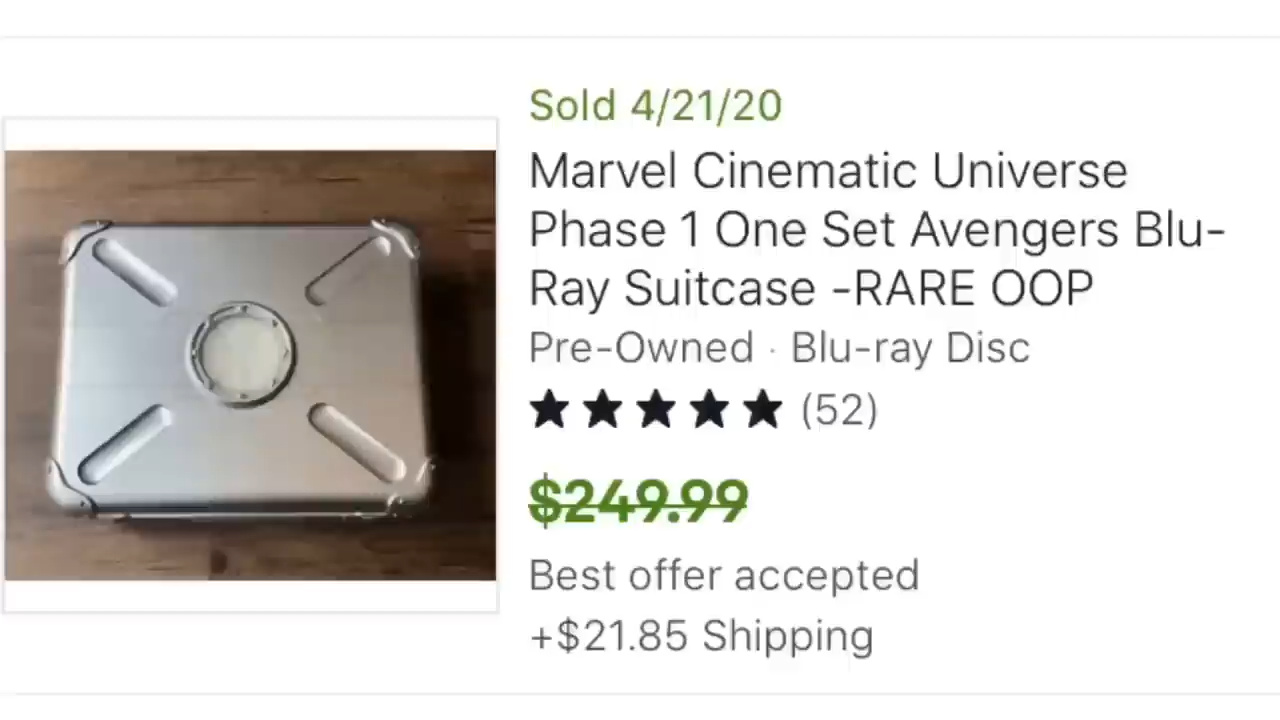 Sold 4/21/20
Marvel Cinematic Universe
Phase 1 One Set Avengers Blu-
Ray Suitcase -RARE OOP
Pre-Owned · Blu-ray Disc
(52)
$249.99
Best offer accepted
+$21.85 Shipping